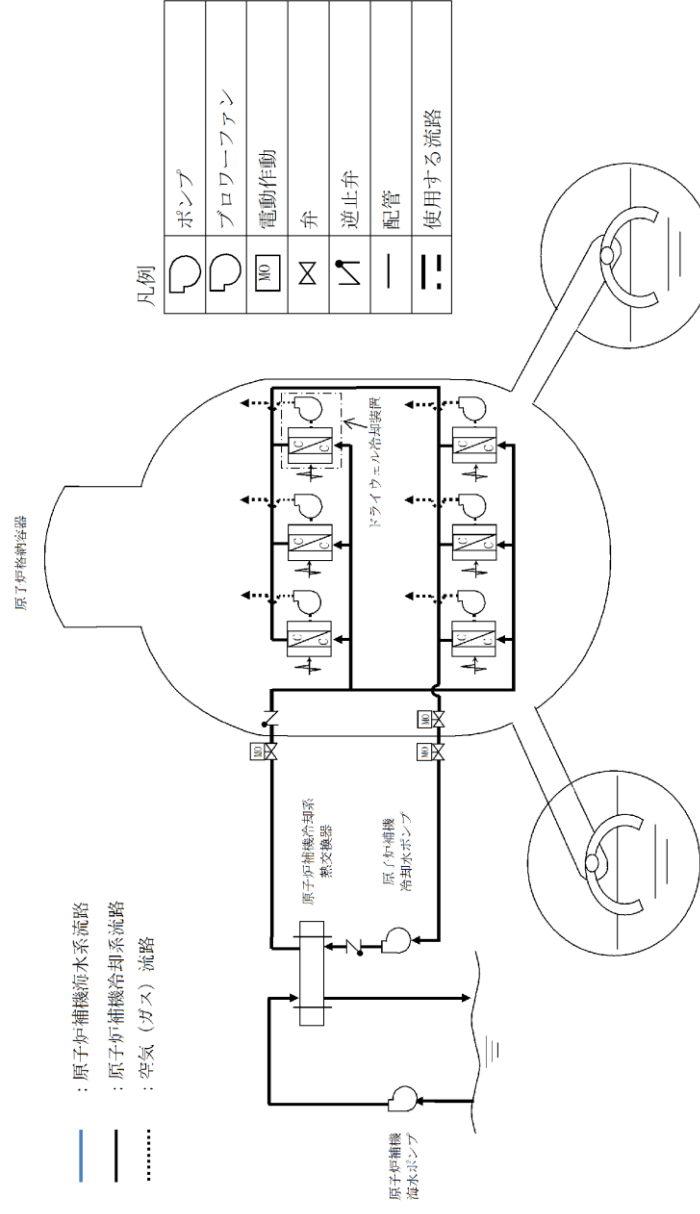 :原子炉補機海水系流路
:原子炉補機冷却系流路
:空気(ガス)流路
原子炉格納容器
凡例
ポンプ
ブロワーファン
MO
電動作動
弁
逆止弁
配管
使用する流路
MO
原子炉補機冷却系
熱交換器
C
C
C
C
C
C
ドライウェル冷却装置
MO
MO
原子炉補機
冷却水ポンプ
C
C
C
C
C
C
原子炉補機
海水ポンプ